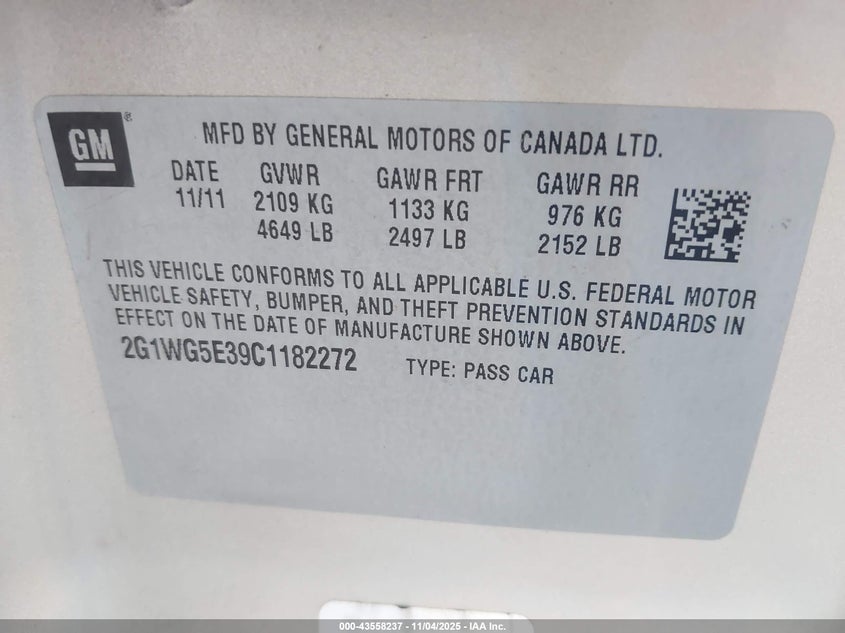 GM®
MFD BY GENERAL MOTORS OF CANADA LTD.
DATE GVWR GAWR FRT GAWR RR
11/11 2109 KG 1133 KG 976 KG
4649 LB 2497 LB 2152 LB
THIS VEHICLE CONFORMS TO ALL APPLICABLE U.S. FEDERAL MOTOR
VEHICLE SAFETY, BUMPER, AND THEFT PREVENTION STANDARDS IN
EFFECT ON THE DATE OF MANUFACTURE SHOWN ABOVE.
2G1WG5E39C1182272 TYPE: PASS CAR
000-43558237 - 11/04/2025 - IAA Inc.